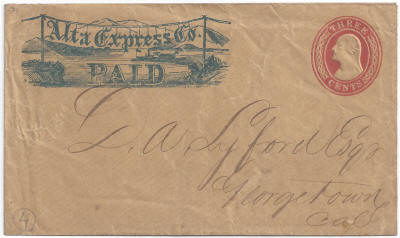 Alta Express Co.
PAID
THREE
CENTS
L. A. Lyford Esqr
Georgetown
Cal
4